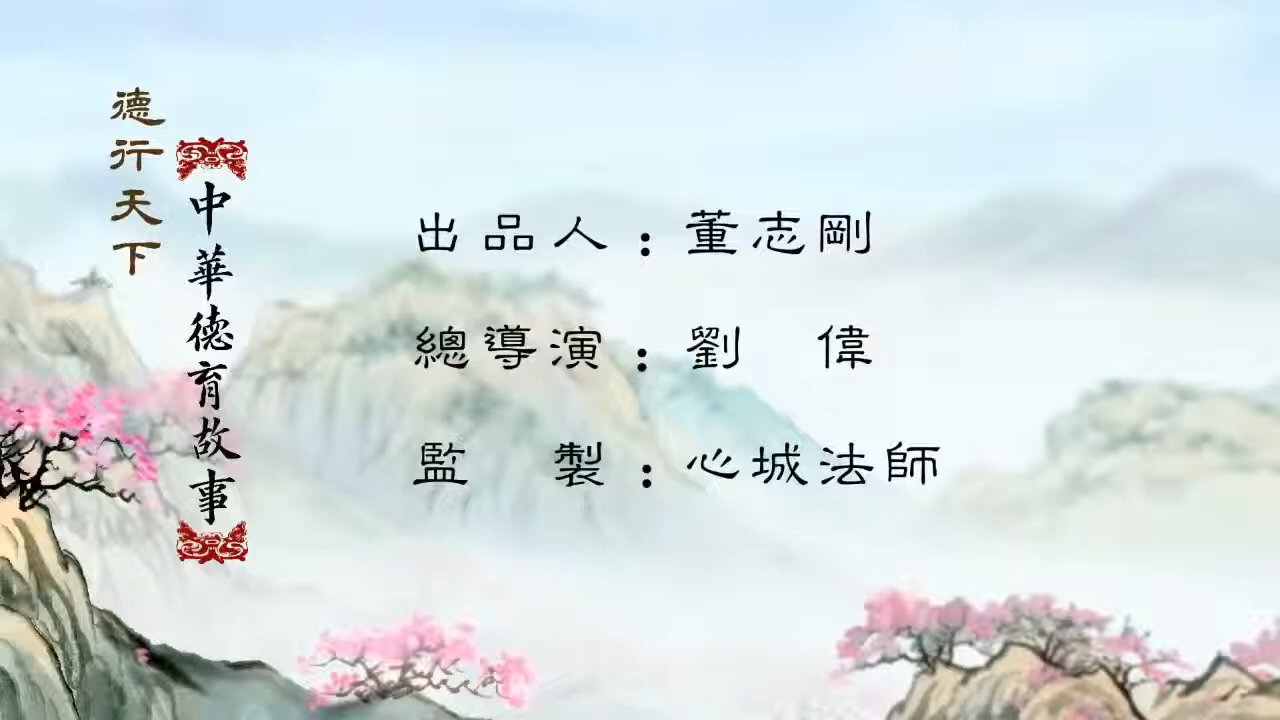 德行天下
中華德育故事
出品人：董志剛
總導演：劉　偉
監　製：心城法師